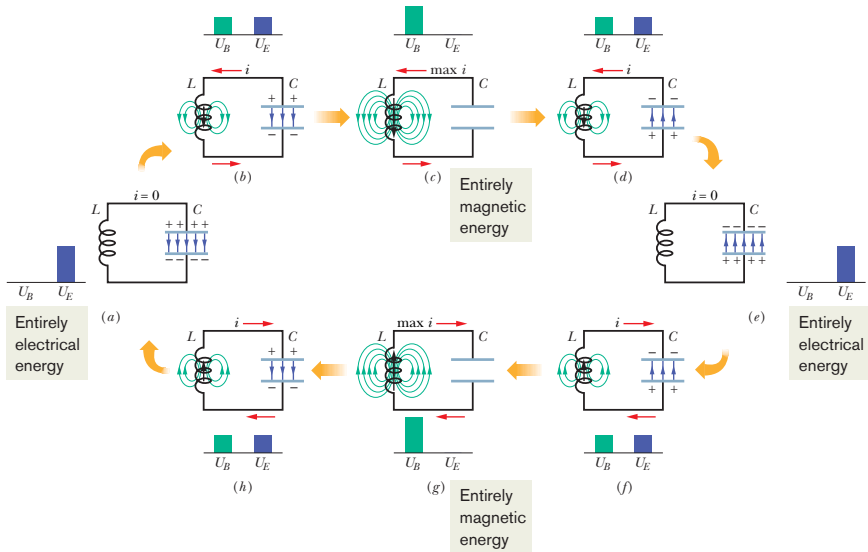 U_B U_E
U_B U_E
U_B U_E
i
max i
i
L C
L C
L C
+ +
– –
– –
+ +
(b)
(c)
(d)
Entirely
magnetic
energy
i = 0
L C
+ + + + +
– – – – –
U_B U_E
(a)
Entirely
electrical
energy
i = 0
L C
– – – – –
+ + + + +
(e)
U_B U_E
Entirely
electrical
energy
i
max i
i
L C
L C
L C
+ +
– –
– –
+ +
U_B U_E
U_B U_E
U_B U_E
(h)
(g)
(f)
Entirely
magnetic
energy